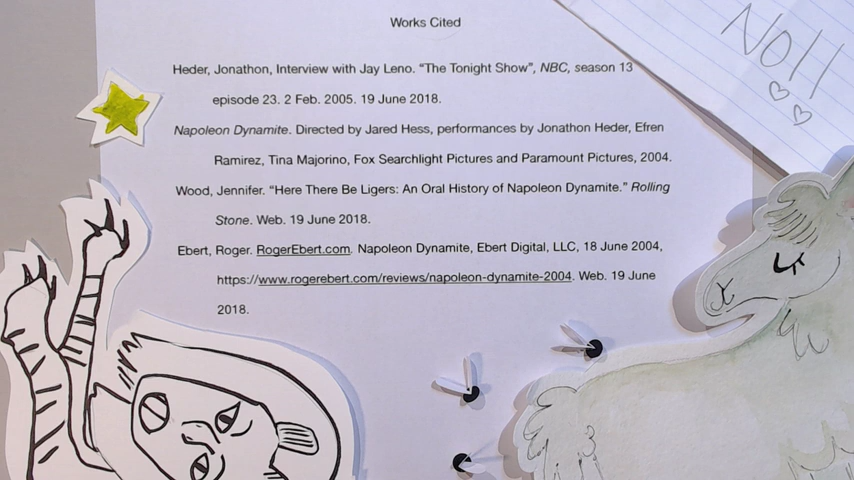 Works Cited
NO!!
Heder, Jonathon, Interview with Jay Leno. “The Tonight Show”, NBC, season 13
episode 23. 2 Feb. 2005. 19 June 2018.
Napoleon Dynamite. Directed by Jared Hess, performances by Jonathon Heder, Efren
Ramirez, Tina Majorino, Fox Searchlight Pictures and Paramount Pictures, 2004.
Wood, Jennifer. “Here There Be Ligers: An Oral History of Napoleon Dynamite.” Rolling
Stone. Web. 19 June 2018.
Ebert, Roger. RogerEbert.com. Napoleon Dynamite, Ebert Digital, LLC, 18 June 2004,
https://www.rogerebert.com/reviews/napoleon-dynamite-2004. Web. 19 June
2018.